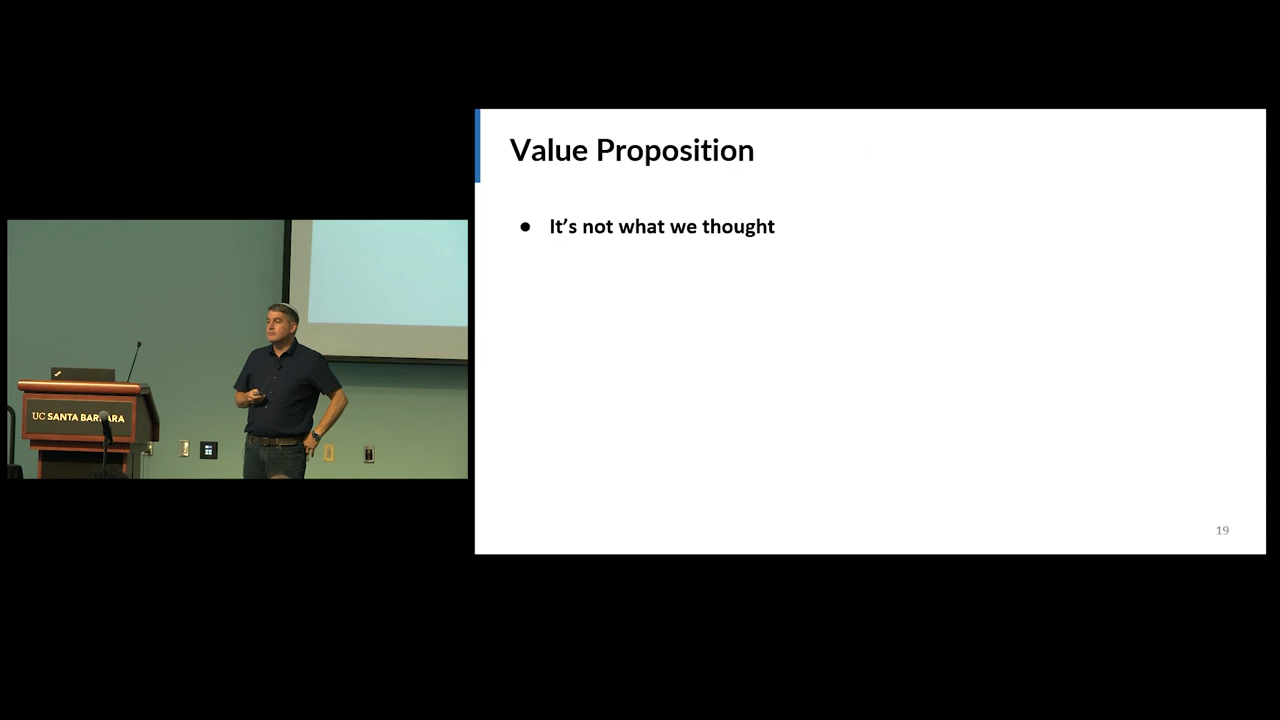 Value Proposition
● It's not what we thought
19
UC SANTA BARBARA